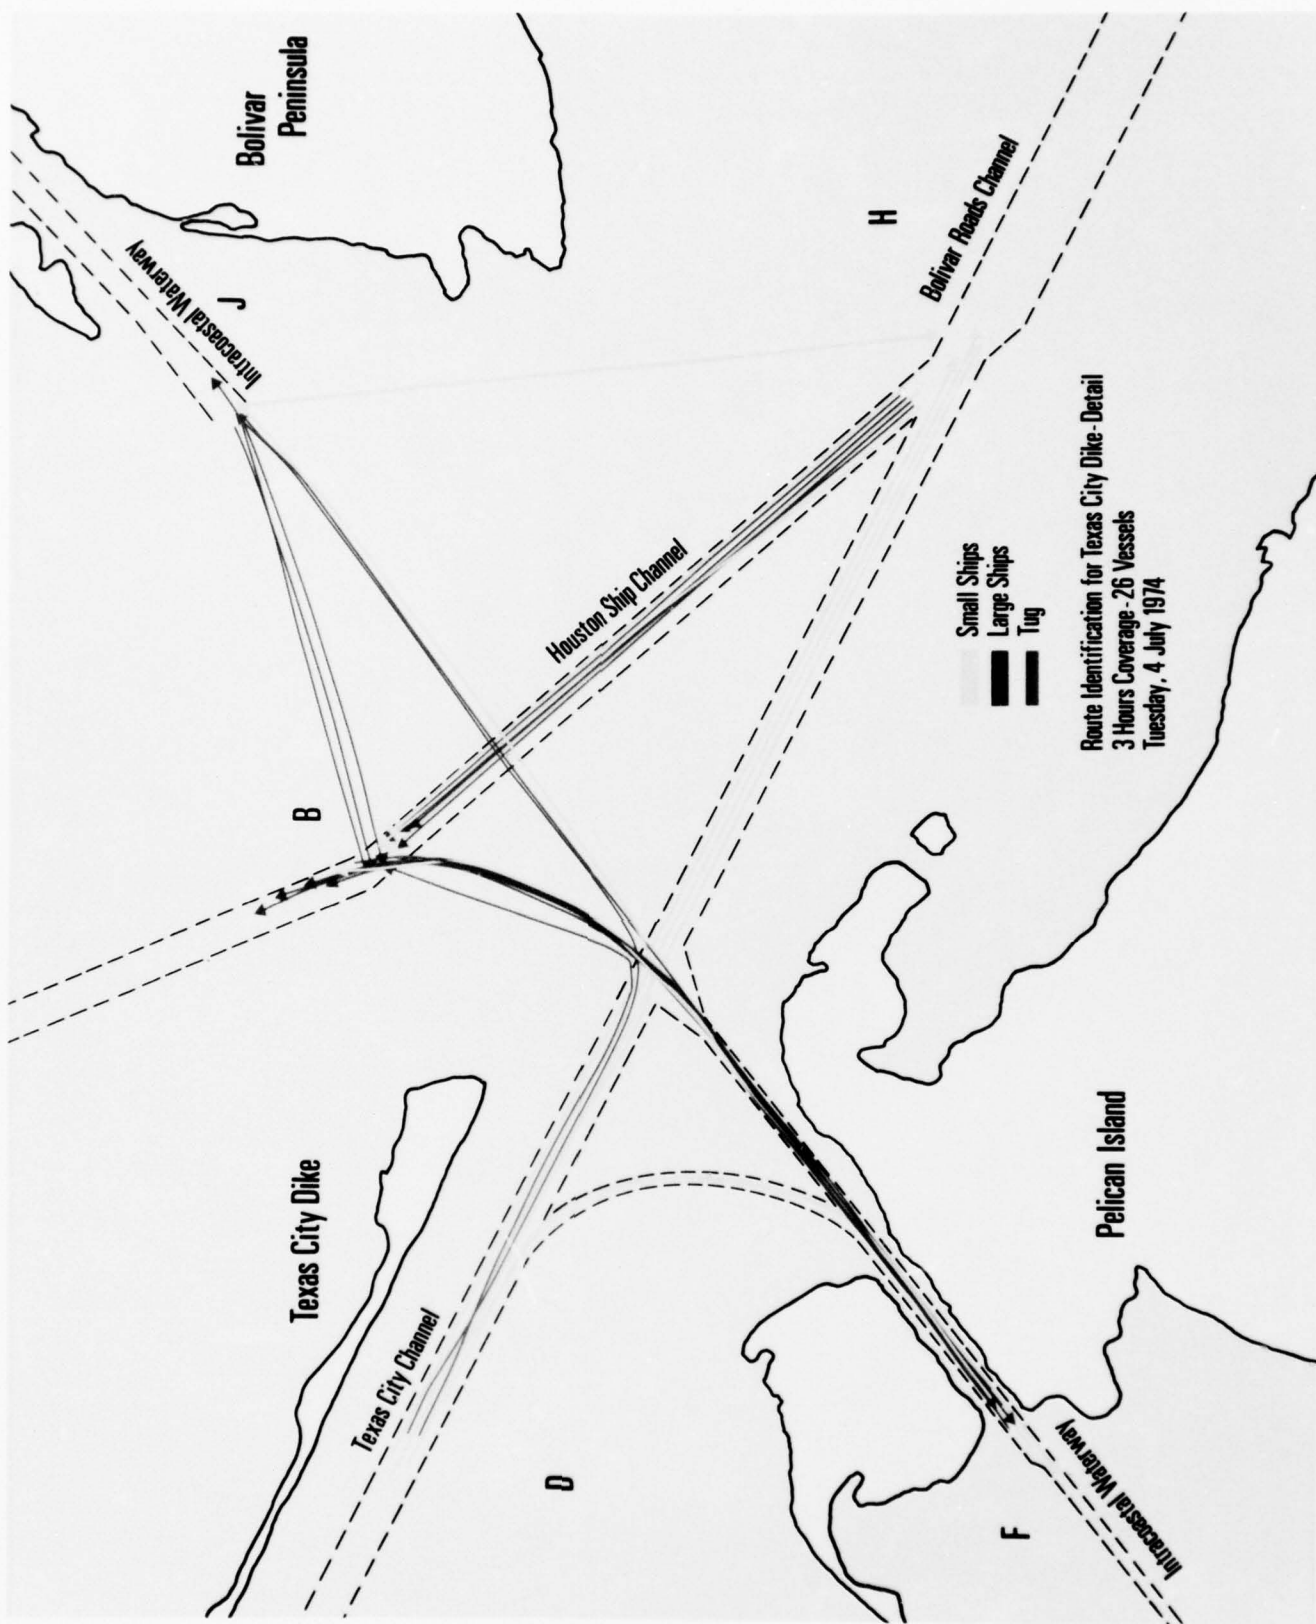 Texas City Dike
Texas City Channel
D
B
Bolivar
Peninsula
J
Intracoastal Waterway
Houston Ship Channel
H
Bolivar Roads Channel
F
Intracoastal Waterway
Pelican Island
Small Ships
Large Ships
Tug
Route Identification for Texas City Dike-Detail
3 Hours Coverage-26 Vessels
Tuesday, 4 July 1974